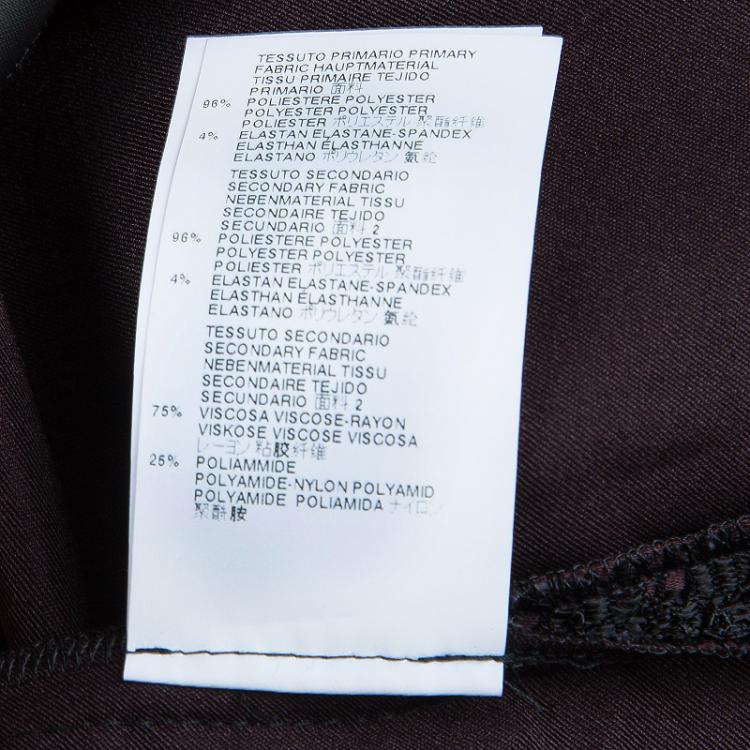 TESSUTO PRIMARIO PRIMARY
FABRIC HAUPTMATERIAL
TISSU PRIMAIRE TEJIDO
PRIMARIO 面料
96% POLIESTERE POLYESTER
POLYESTER POLYESTER
POLIESTER ポリエステル 聚酯纤维
4% ELASTAN ELASTANE-SPANDEX
ELASTHAN ÉLASTHANNE
ELASTANO ポリウレタン 氨纶
TESSUTO SECONDARIO
SECONDARY FABRIC
NEBENMATERIAL TISSU
SECONDAIRE TEJIDO
SECUNDARIO 面料 2
96% POLIESTERE POLYESTER
POLYESTER POLYESTER
POLIESTER ポリエステル 聚酯纤维
4% ELASTAN ELASTANE-SPANDEX
ELASTHAN ÉLASTHANNE
ELASTANO ポリウレタン 氨纶
TESSUTO SECONDARIO
SECONDARY FABRIC
NEBENMATERIAL TISSU
SECONDAIRE TEJIDO
SECUNDARIO 面料 2
75% VISCOSA VISCOSE-RAYON
VISKOSE VISCOSE VISCOSA
レーヨン 粘胶纤维
25% POLIAMMIDE
POLYAMIDE-NYLON POLYAMID
POLYAMIDE POLIAMIDA ナイロン
聚酰胺